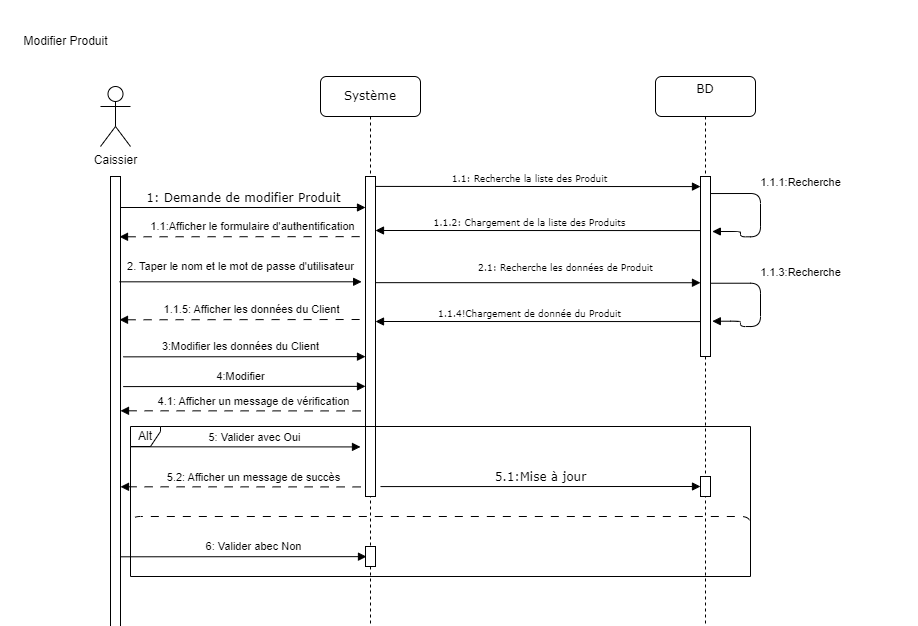 Modifier Produit
Système
BD
Caissier
1.1: Recherche la liste des Produit
1.1.1:Recherche
1: Demande de modifier Produit
1.1.2: Chargement de la liste des Produits
1.1:Afficher le formulaire d'authentification
2. Taper le nom et le mot de passe d'utilisateur
2.1: Recherche les données de Produit
1.1.3:Recherche
1.1.5: Afficher les données du Client
1.1.4!Chargement de donnée du Produit
3:Modifier les données du Client
4:Modifier
4.1: Afficher un message de vérification
Alt
5: Valider avec Oui
5.2: Afficher un message de succès
5.1:Mise à jour
6: Valider abec Non